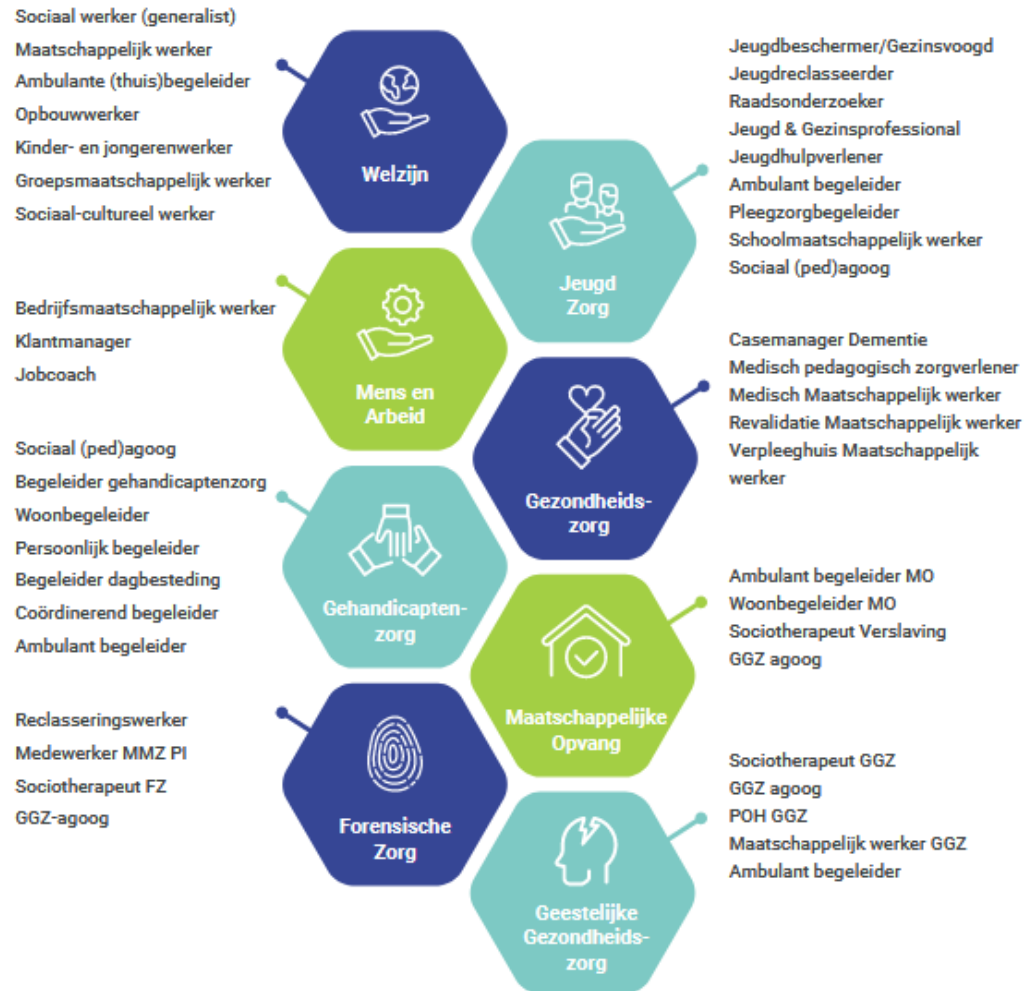 Sociaal werker (generalist)
Maatschappelijk werker
Ambulante (thuis)begeleider
Opbouwwerker
Kinder- en jongerenwerker
Groepsmaatschappelijk werker
Sociaal-cultureel werker
Welzijn
Jeugdbeschermer/Gezinsvoogd
Jeugdreclasseerder
Raadsonderzoeker
Jeugd & Gezinsprofessional
Jeugdhulpverlener
Ambulant begeleider
Pleegzorgbegeleider
Schoolmaatschappelijk werker
Sociaal (ped)agoog
Jeugd
Zorg
Bedrijfsmaatschappelijk werker
Klantmanager
Jobcoach
Mens en
Arbeid
Casemanager Dementie
Medisch pedagogisch zorgverlener
Medisch Maatschappelijk werker
Revalidatie Maatschappelijk werker
Verpleeghuis Maatschappelijk
werker
Gezondheids-
zorg
Sociaal (ped)agoog
Begeleider gehandicaptenzorg
Woonbegeleider
Persoonlijk begeleider
Begeleider dagbesteding
Coördinerend begeleider
Ambulant begeleider
Gehandicapten-
zorg
Ambulant begeleider MO
Woonbegeleider MO
Sociotherapeut Verslaving
GGZ agoog
Maatschappelijke
Opvang
Reclasseringswerker
Medewerker MMZ PI
Sociotherapeut FZ
GGZ-agoog
Forensische
Zorg
Sociotherapeut GGZ
GGZ agoog
POH GGZ
Maatschappelijk werker GGZ
Ambulant begeleider
Geestelijke
Gezondheids-
zorg